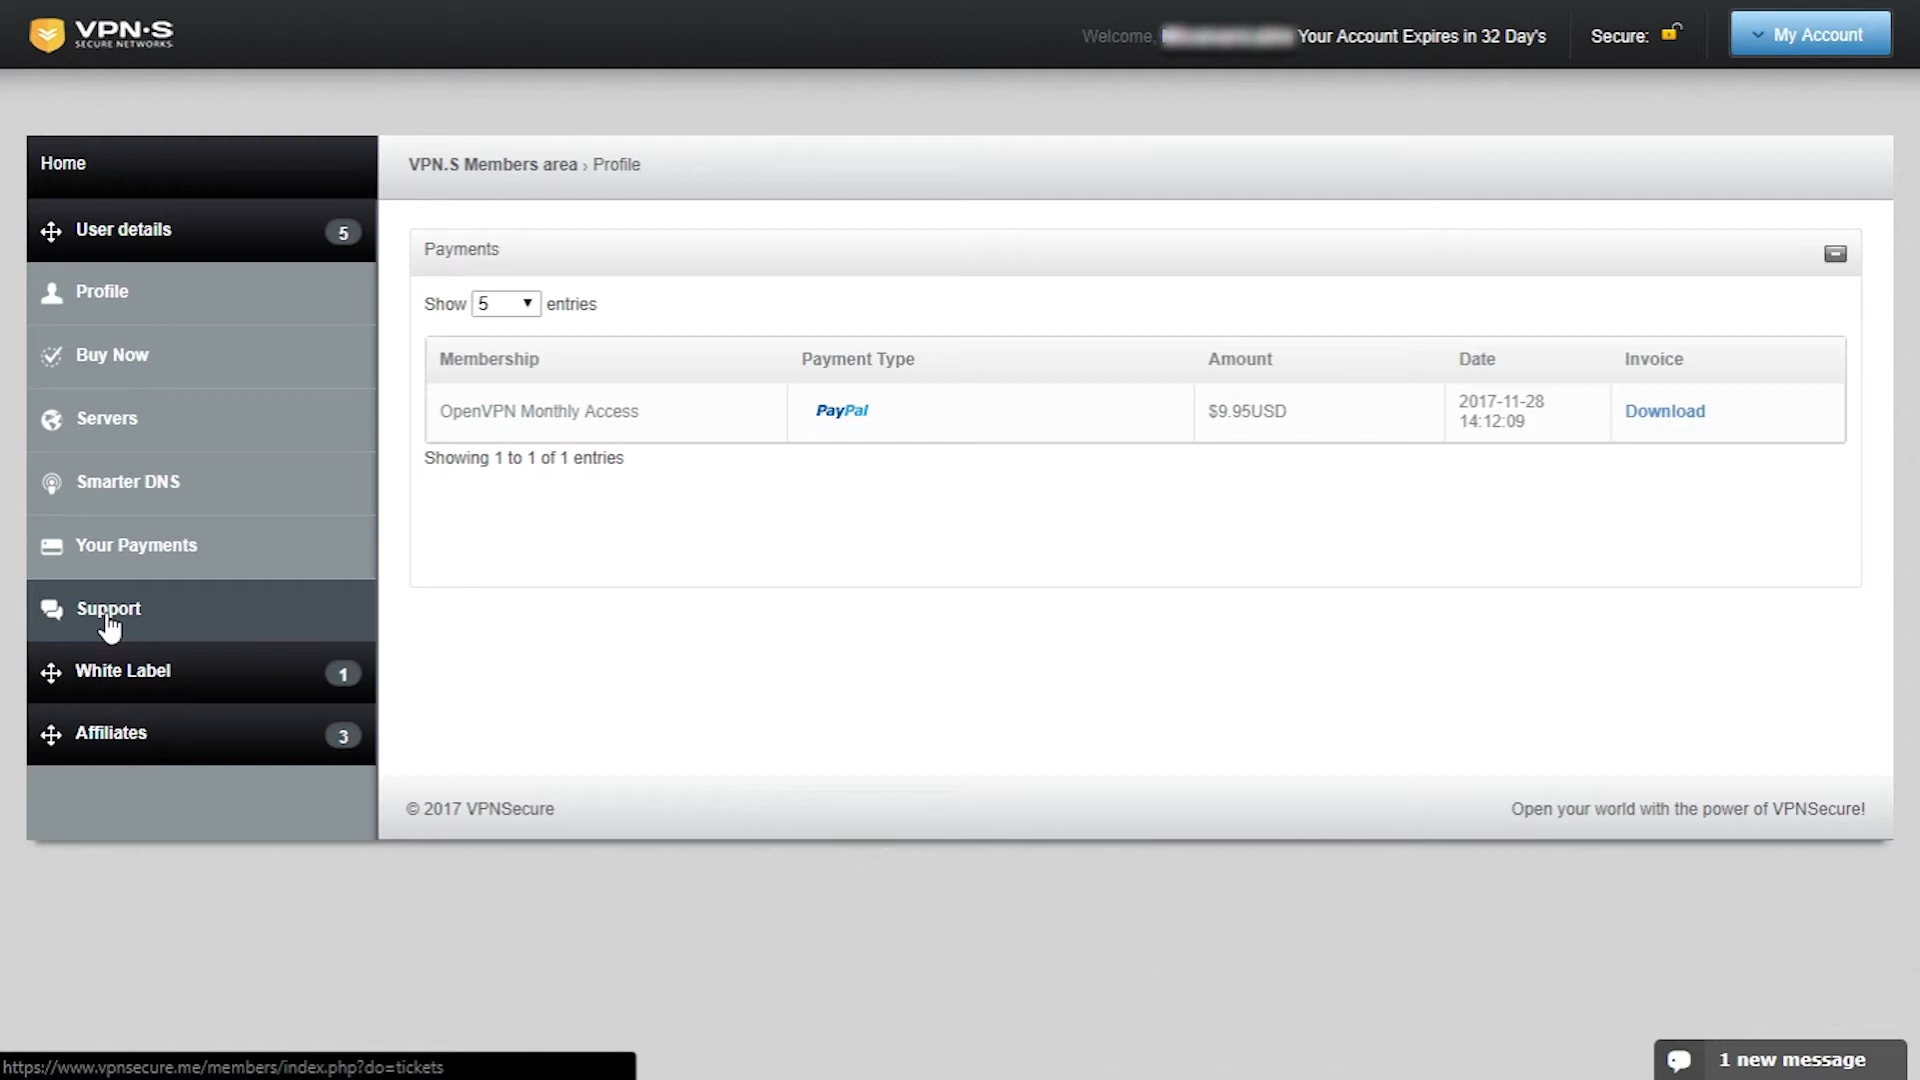 VPN·S
SECURE NETWORKS
Welcome, Your Account Expires in 32 Day's
Secure:
My Account
Home
User details 5
Profile
Buy Now
Servers
Smarter DNS
Your Payments
Support
White Label 1
Affiliates 3
VPN.S Members area › Profile
Payments
Show 5 entries
Membership Payment Type Amount Date Invoice
OpenVPN Monthly Access PayPal $9.95USD 2017-11-28 14:12:09 Download
Showing 1 to 1 of 1 entries
© 2017 VPNSecure
Open your world with the power of VPNSecure!
https://www.vpnsecure.me/members/index.php?do=tickets
1 new message